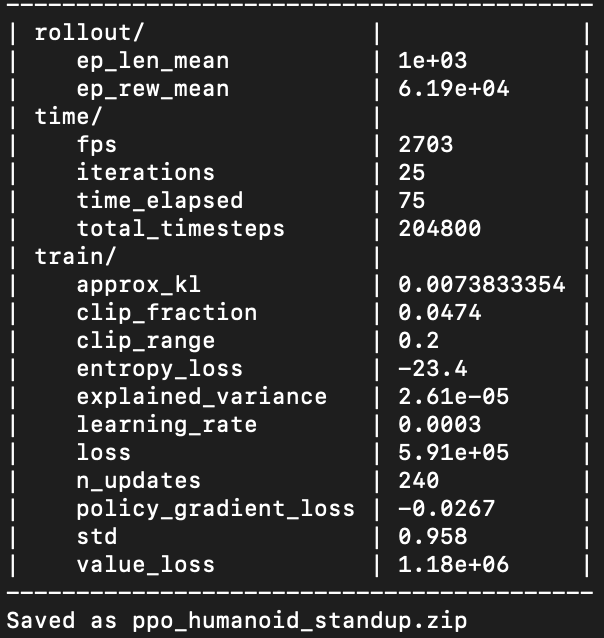 -------------------------------------------
| rollout/                |              |
|    ep_len_mean          | 1e+03        |
|    ep_rew_mean          | 6.19e+04     |
| time/                   |              |
|    fps                  | 2703         |
|    iterations           | 25           |
|    time_elapsed         | 75           |
|    total_timesteps      | 204800       |
| train/                  |              |
|    approx_kl            | 0.0073833354 |
|    clip_fraction        | 0.0474       |
|    clip_range           | 0.2          |
|    entropy_loss         | -23.4        |
|    explained_variance   | 2.61e-05     |
|    learning_rate        | 0.0003       |
|    loss                 | 5.91e+05     |
|    n_updates            | 240          |
|    policy_gradient_loss | -0.0267      |
|    std                  | 0.958        |
|    value_loss           | 1.18e+06     |
-------------------------------------------
Saved as ppo_humanoid_standup.zip